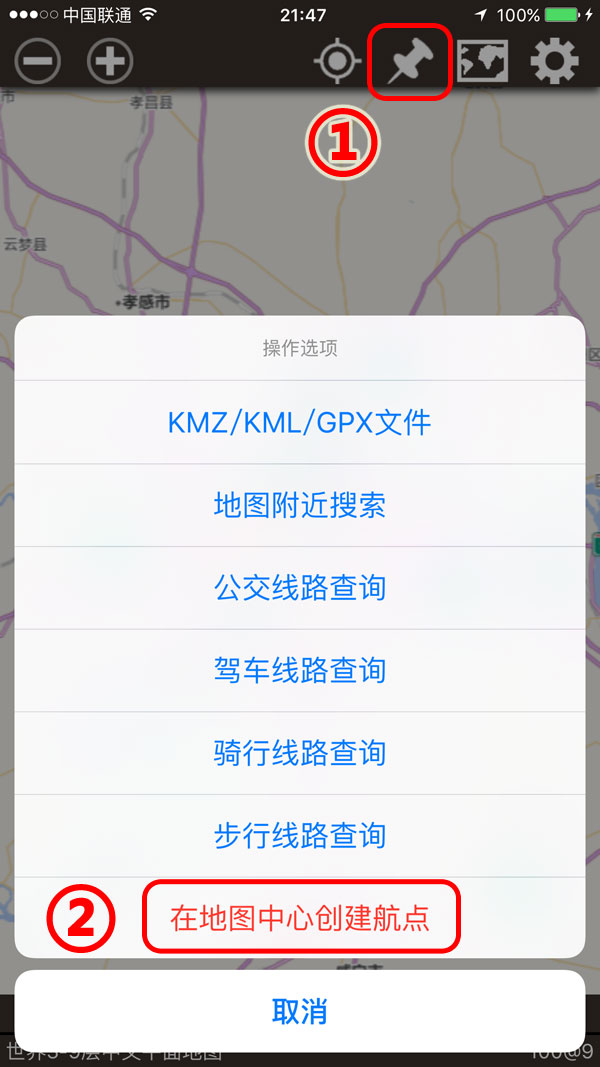 中国联通 21:47 100%
市
孝昌县
①
云梦县
孝感市
操作选项
KMZ/KML/GPX文件
地图附近搜索
公交线路查询
驾车线路查询
骑行线路查询
步行线路查询
② 在地图中心创建航点
取消
世界3-9层中文平面地图 100@9